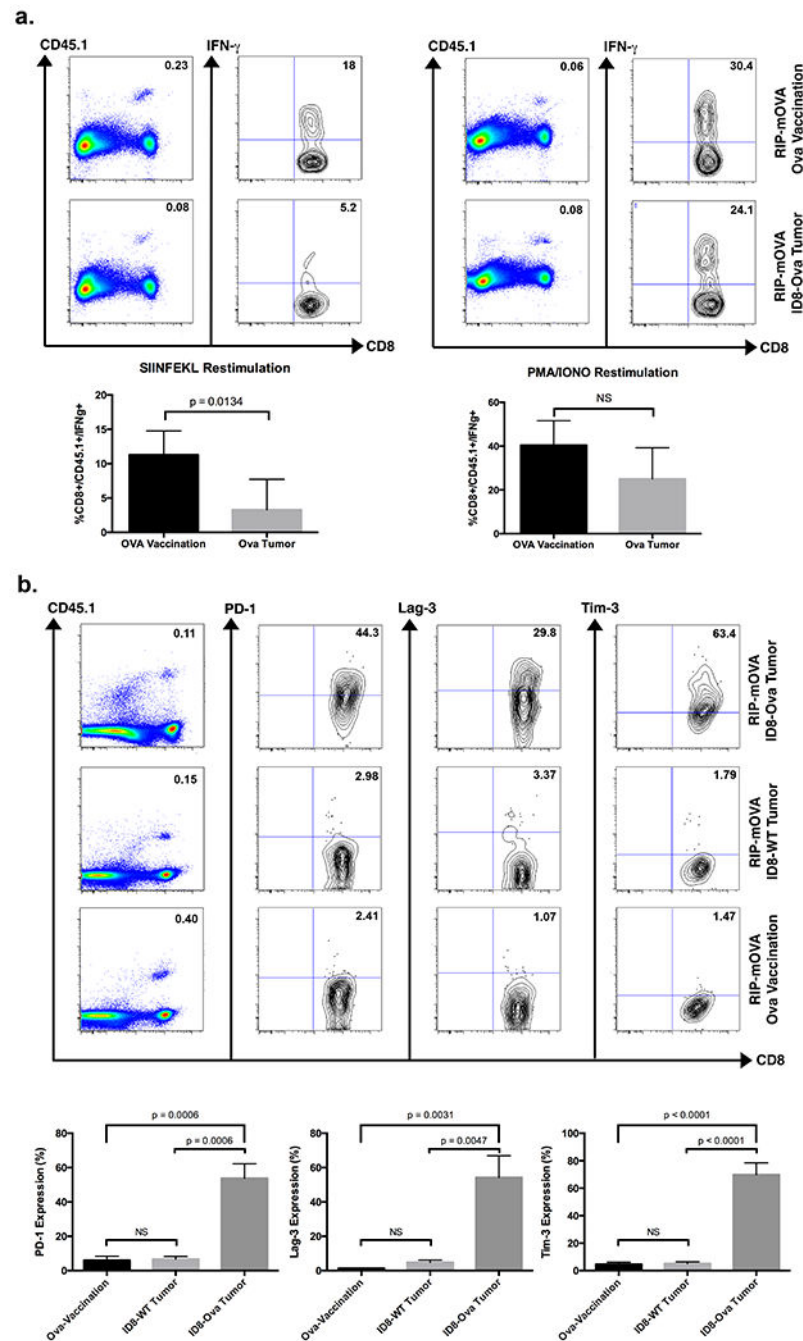 a.
CD45.1 IFN-γ CD45.1 IFN-γ
0.23 18 0.06 30.4
RIP-mOVA
Ova Vaccination
0.08 5.2 0.08 24.1
RIP-mOVA
ID8-Ova Tumor
CD8 CD8
SIINFEKL Restimulation PMA/IONO Restimulation
p = 0.0134
%CD8+/CD45.1+/IFNg+
20
15
10
5
0
OVA Vaccination Ova Tumor
NS
%CD8+/CD45.1+/IFNg+
60
40
20
0
OVA Vaccination Ova Tumor
b.
CD45.1 PD-1 Lag-3 Tim-3
0.11 44.3 29.8 63.4
RIP-mOVA
ID8-Ova Tumor
0.15 2.98 3.37 1.79
RIP-mOVA
ID8-WT Tumor
0.40 2.41 1.07 1.47
RIP-mOVA
Ova Vaccination
CD8
p = 0.0006
p = 0.0006
NS
PD-1 Expression (%)
80
60
40
20
0
Ova-Vaccination
ID8-WT Tumor
ID8-Ova Tumor
p = 0.0031
p = 0.0047
NS
Lag-3 Expression (%)
80
60
40
20
0
Ova-Vaccination
ID8-WT Tumor
ID8-Ova Tumor
p < 0.0001
p < 0.0001
NS
Tim-3 Expression (%)
100
80
60
40
20
0
Ova-Vaccination
ID8-WT Tumor
ID8-Ova Tumor